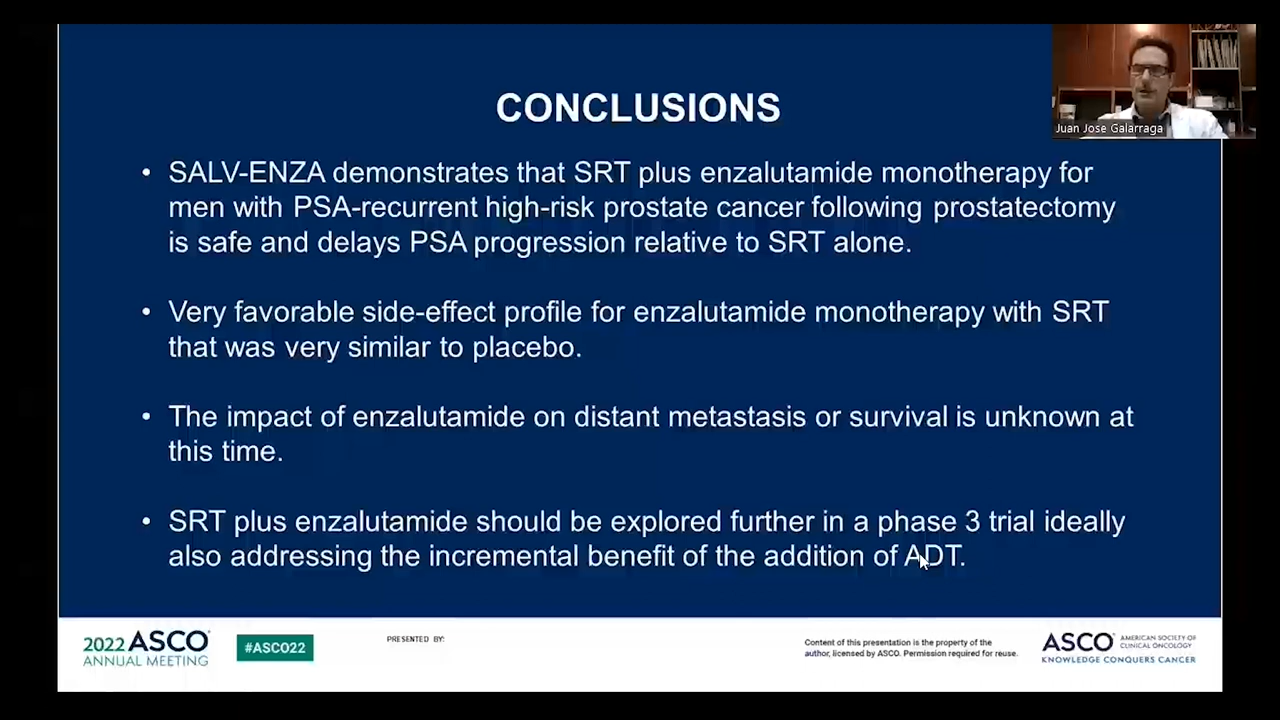 CONCLUSIONS
Juan Jose Galarraga
• SALV-ENZA demonstrates that SRT plus enzalutamide monotherapy for
men with PSA-recurrent high-risk prostate cancer following prostatectomy
is safe and delays PSA progression relative to SRT alone.
• Very favorable side-effect profile for enzalutamide monotherapy with SRT
that was very similar to placebo.
• The impact of enzalutamide on distant metastasis or survival is unknown at
this time.
• SRT plus enzalutamide should be explored further in a phase 3 trial ideally
also addressing the incremental benefit of the addition of ADT.
2022 ASCO
ANNUAL MEETING
#ASCO22
PRESENTED BY:
Content of this presentation is the property of the
author, licensed by ASCO. Permission required for reuse.
ASCO
AMERICAN SOCIETY OF
CLINICAL ONCOLOGY
KNOWLEDGE CONQUERS CANCER